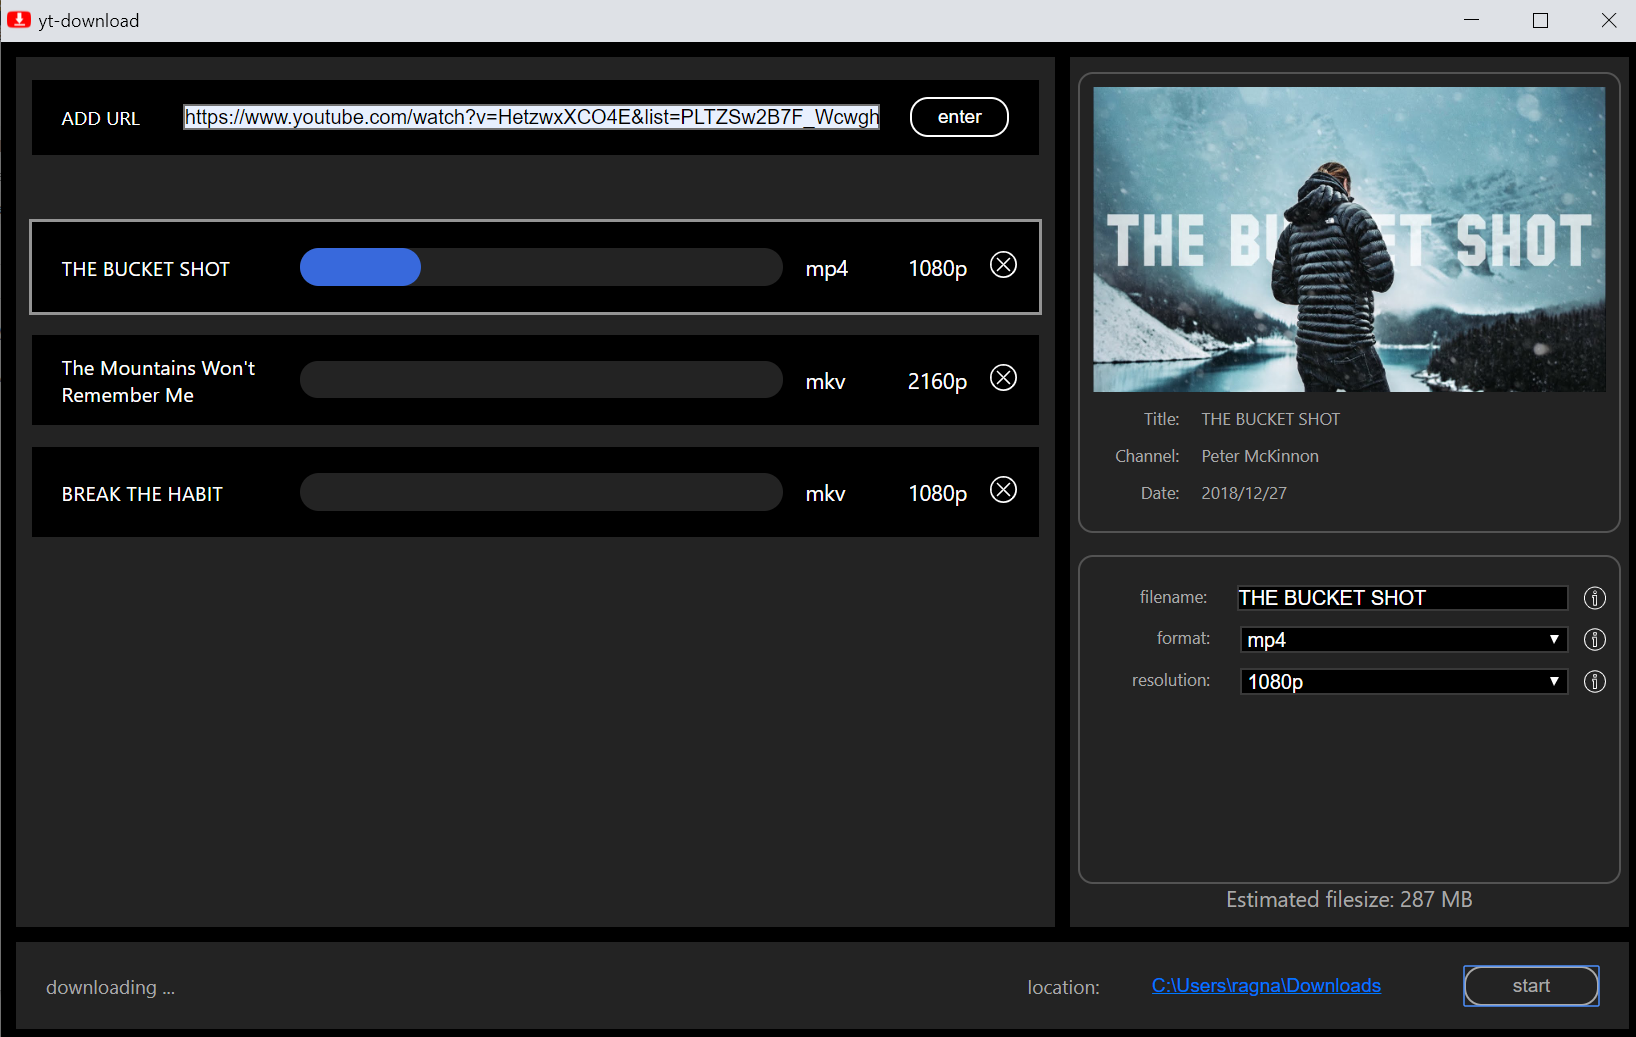 yt-download
ADD URL
https://www.youtube.com/watch?v=HetzwxXCO4E&list=PLTZSw2B7F_Wcwgh
enter
THE BUCKET SHOT
mp4
1080p
The Mountains Won't
Remember Me
mkv
2160p
BREAK THE HABIT
mkv
1080p
THE BUCKET SHOT
Title: THE BUCKET SHOT
Channel: Peter McKinnon
Date: 2018/12/27
filename: THE BUCKET SHOT
format: mp4
resolution: 1080p
Estimated filesize: 287 MB
downloading ...
location: C:\Users\ragna\Downloads
start